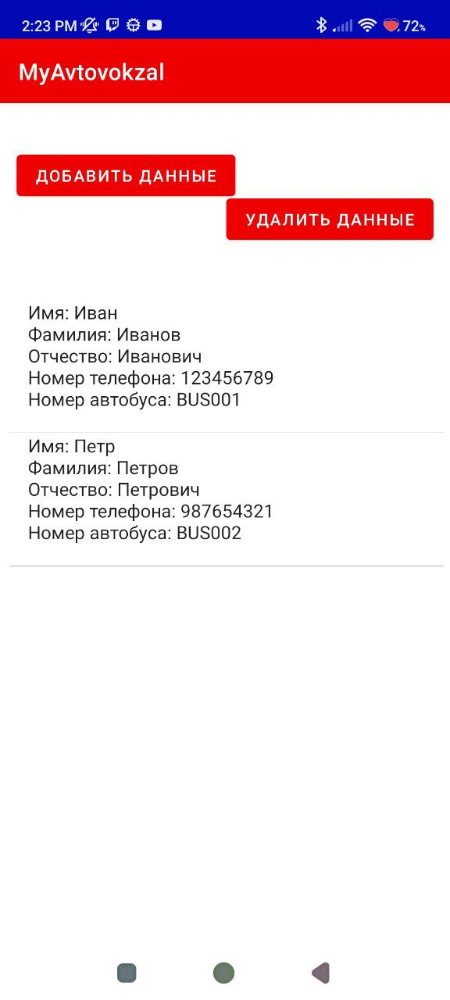 2:23 PM 72%
MyAvtovokzal
ДОБАВИТЬ ДАННЫЕ
УДАЛИТЬ ДАННЫЕ
Имя: Иван
Фамилия: Иванов
Отчество: Иванович
Номер телефона: 123456789
Номер автобуса: BUS001
Имя: Петр
Фамилия: Петров
Отчество: Петрович
Номер телефона: 987654321
Номер автобуса: BUS002